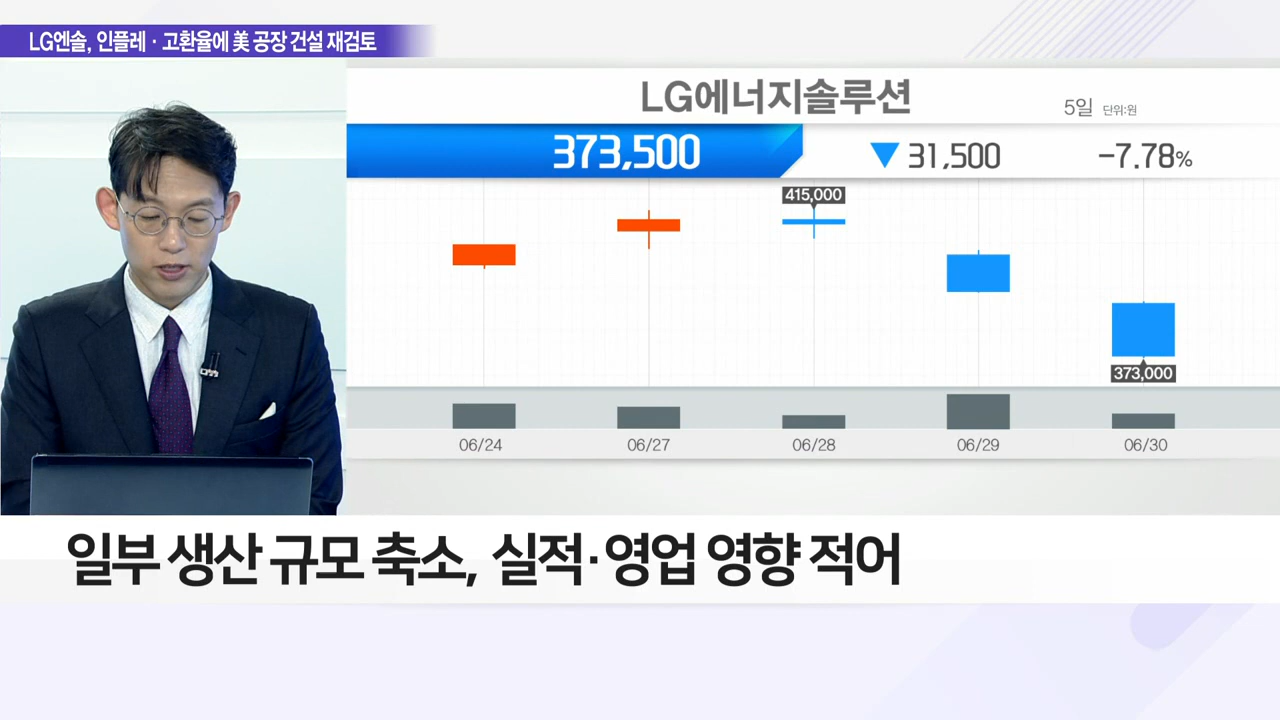 LG엔솔, 인플레·고환율에 美 공장 건설 재검토
LG에너지솔루션
5일 단위:원
373,500 ▼ 31,500 -7.78%
415,000
373,000
06/24 06/27 06/28 06/29 06/30
일부 생산 규모 축소, 실적·영업 영향 적어